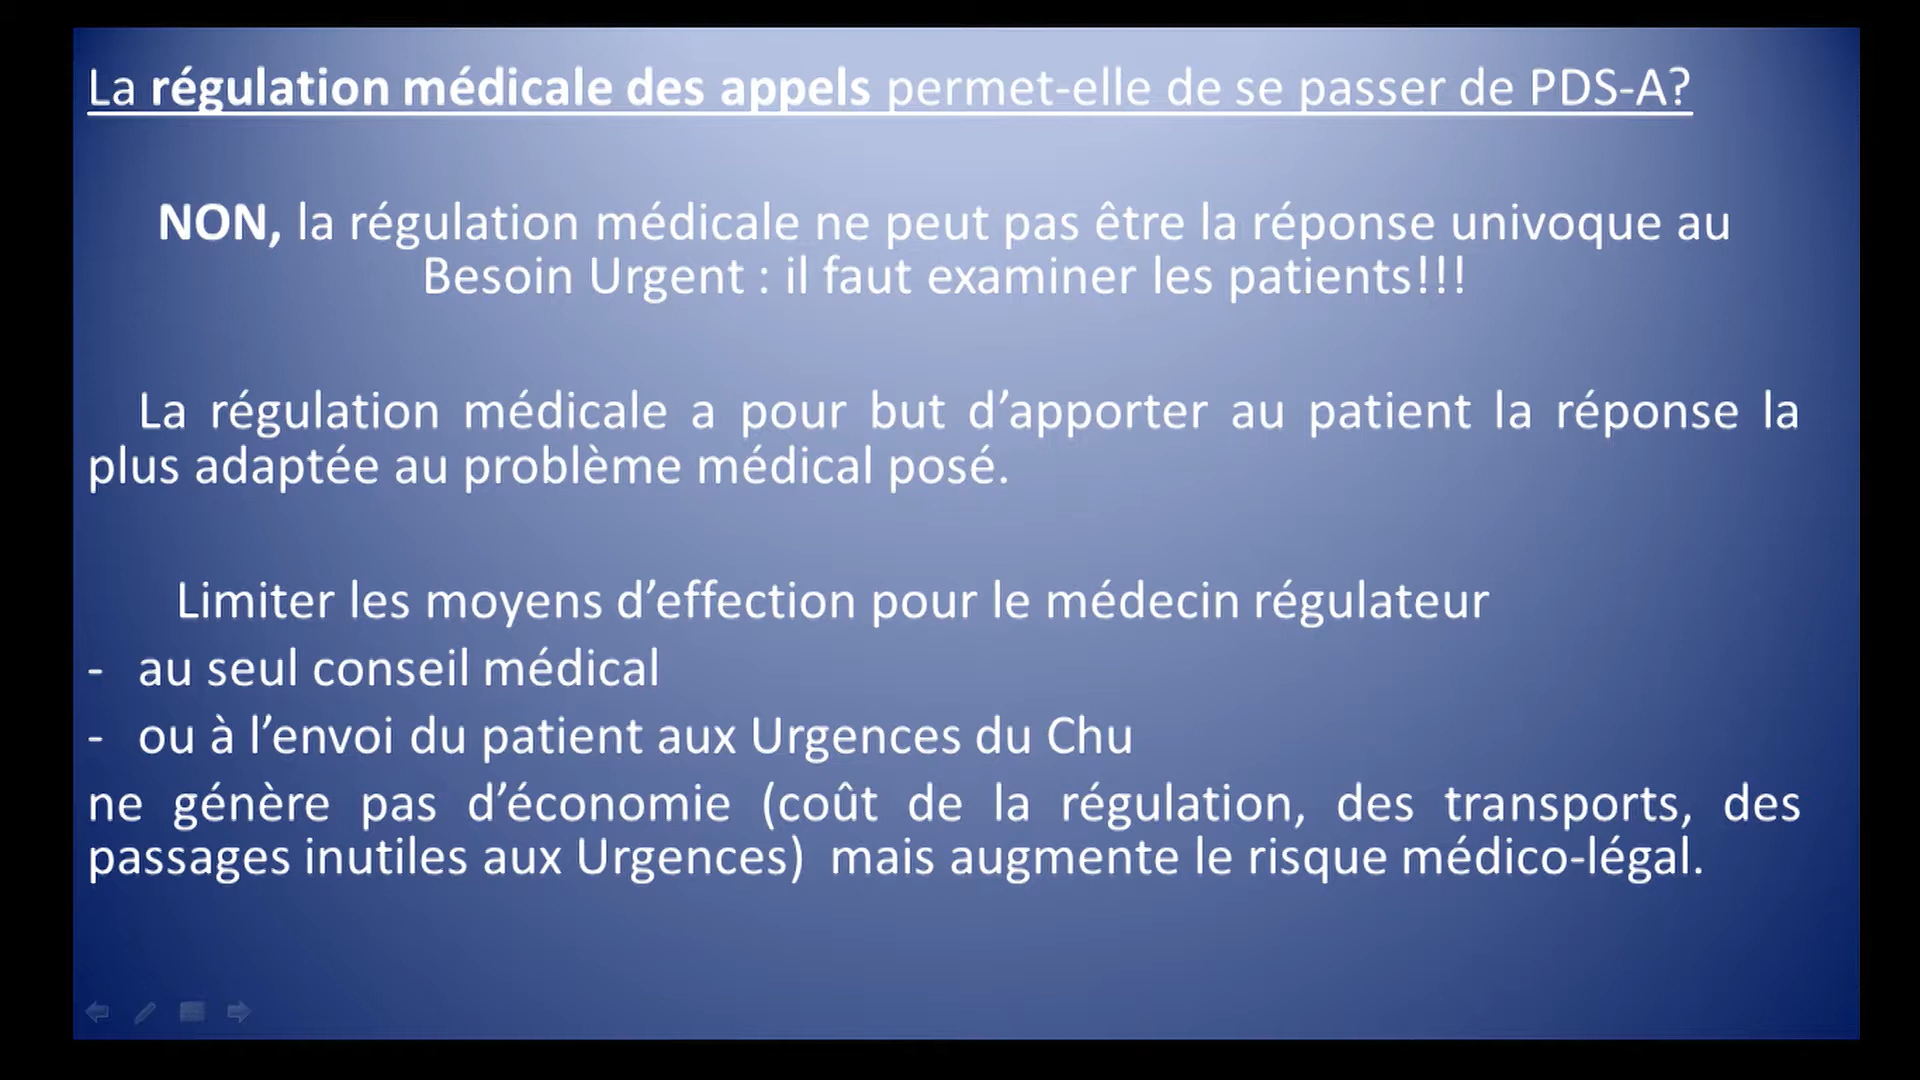 La régulation médicale des appels permet-elle de se passer de PDS-A?
NON, la régulation médicale ne peut pas être la réponse univoque au
Besoin Urgent : il faut examiner les patients!!!
La régulation médicale a pour but d’apporter au patient la réponse la
plus adaptée au problème médical posé.
Limiter les moyens d’effection pour le médecin régulateur
- au seul conseil médical
- ou à l’envoi du patient aux Urgences du Chu
ne génère pas d’économie (coût de la régulation, des transports, des
passages inutiles aux Urgences) mais augmente le risque médico-légal.